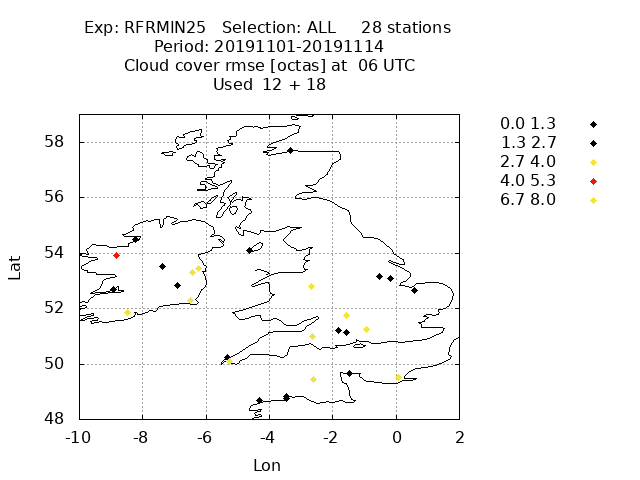 Exp: RFRMIN25 Selection: ALL 28 stations
Period: 20191101-20191114
Cloud cover rmse [octas] at 06 UTC
Used 12 + 18
0.0 1.3
1.3 2.7
2.7 4.0
4.0 5.3
6.7 8.0
58
56
54
52
50
48
Lat
-10 -8 -6 -4 -2 0 2
Lon